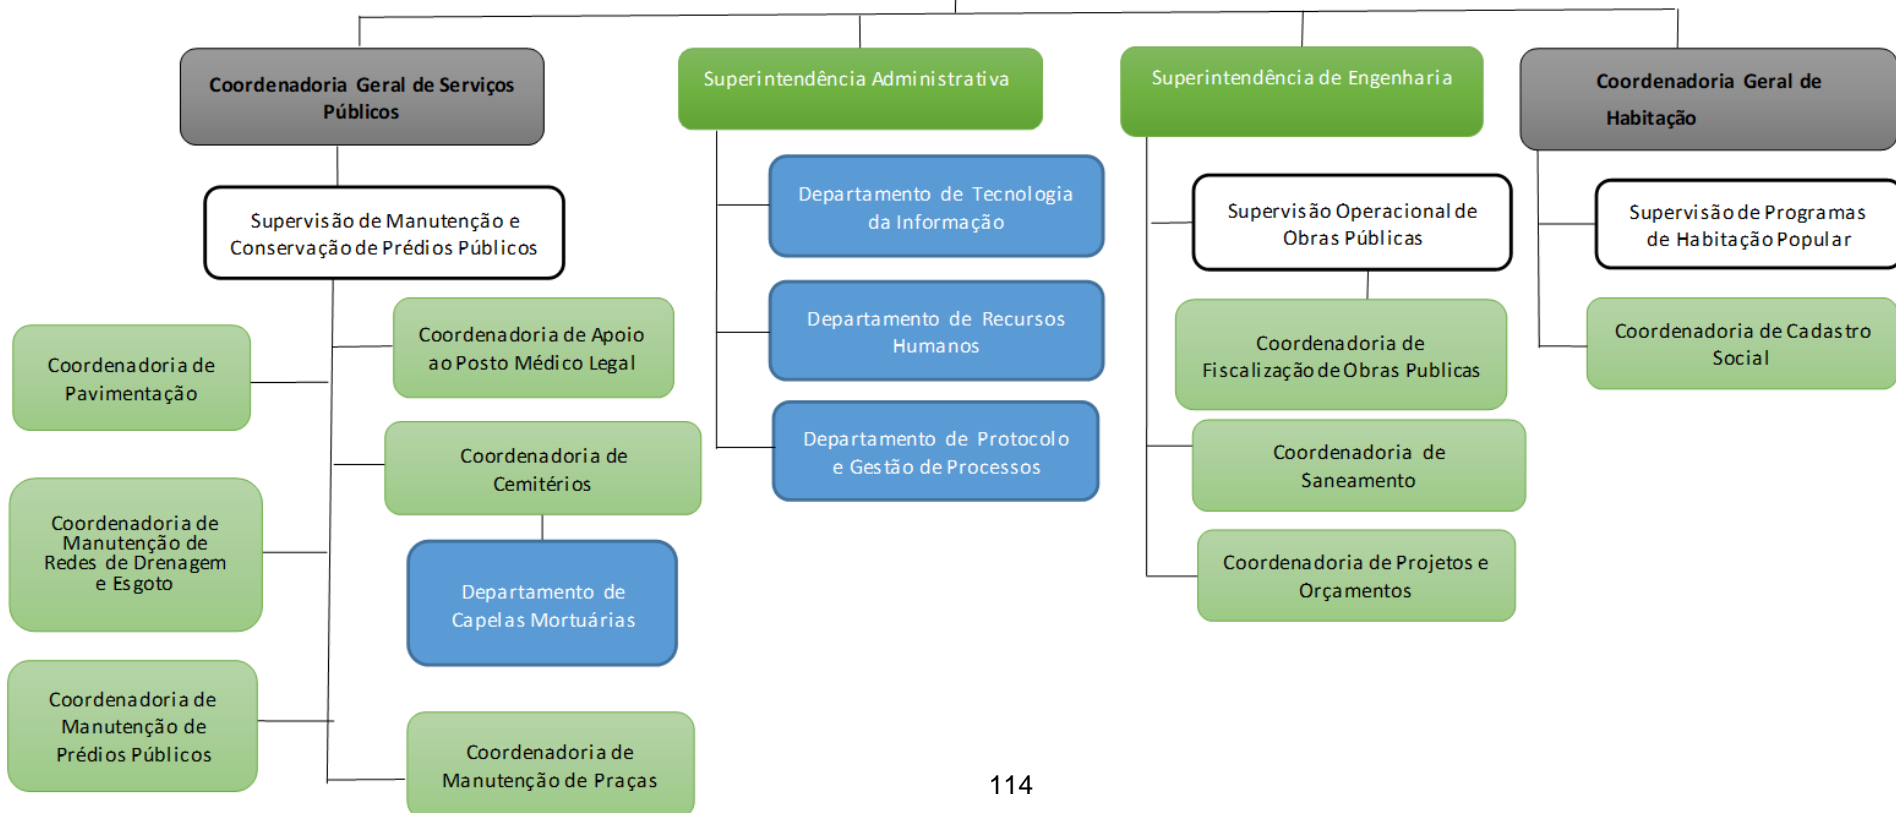 Coordenadoria Geral de Serviços
Públicos
Supervisão de Manutenção e
Conservação de Prédios Públicos
Coordenadoria de
Pavimentação
Coordenadoria de
Manutenção de
Redes de Drenagem
e Esgoto
Coordenadoria de
Manutenção de
Prédios Públicos
Coordenadoria de Apoio
ao Posto Médico Legal
Coordenadoria de
Cemitérios
Departamento de
Capelas Mortuárias
Coordenadoria de
Manutenção de Praças
Superintendência Administrativa
Departamento de Tecnologia
da Informação
Departamento de Recursos
Humanos
Departamento de Protocolo
e Gestão de Processos
Superintendência de Engenharia
Supervisão Operacional de
Obras Públicas
Coordenadoria de
Fiscalização de Obras Publicas
Coordenadoria de
Saneamento
Coordenadoria de Projetos e
Orçamentos
Coordenadoria Geral de
Habitação
Supervisão de Programas
de Habitação Popular
Coordenadoria de Cadastro
Social
114